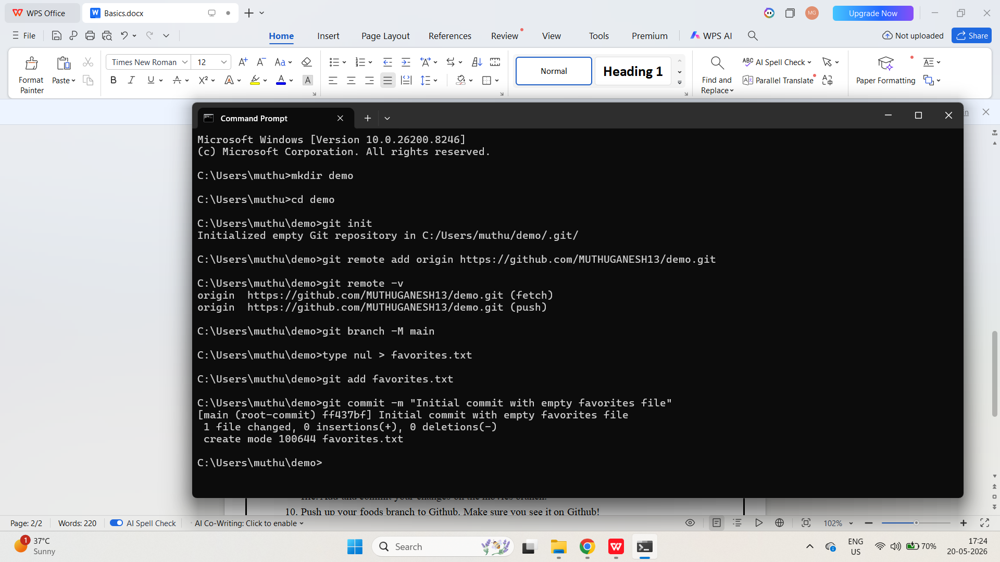 WPS Office
Basics.docx
MG
Upgrade Now
File
Home
Insert
Page Layout
References
Review
View
Tools
Premium
WPS AI
Not uploaded
Share
Format Painter
Paste
Times New Roman
12
Normal
Heading 1
Find and Replace
AI Spell Check
Parallel Translate
Paper Formatting
Command Prompt
Microsoft Windows [Version 10.0.26200.8246]
(c) Microsoft Corporation. All rights reserved.
C:\Users\muthu>mkdir demo
C:\Users\muthu>cd demo
C:\Users\muthu\demo>git init
Initialized empty Git repository in C:/Users/muthu/demo/.git/
C:\Users\muthu\demo>git remote add origin https://github.com/MUTHUGANESH13/demo.git
C:\Users\muthu\demo>git remote -v
origin  https://github.com/MUTHUGANESH13/demo.git (fetch)
origin  https://github.com/MUTHUGANESH13/demo.git (push)
C:\Users\muthu\demo>git branch -M main
C:\Users\muthu\demo>type nul > favorites.txt
C:\Users\muthu\demo>git add favorites.txt
C:\Users\muthu\demo>git commit -m "Initial commit with empty favorites file"
[main (root-commit) ff437bf] Initial commit with empty favorites file
 1 file changed, 0 insertions(+), 0 deletions(-)
 create mode 100644 favorites.txt
C:\Users\muthu\demo>
10. Push up your foods branch to Github. Make sure you see it on Github!
Page: 2/2
Words: 220
AI Spell Check
AI Co-Writing: Click to enable
102%
1
37°C
Sunny
Search
ENG
US
70%
17:24
20-05-2026